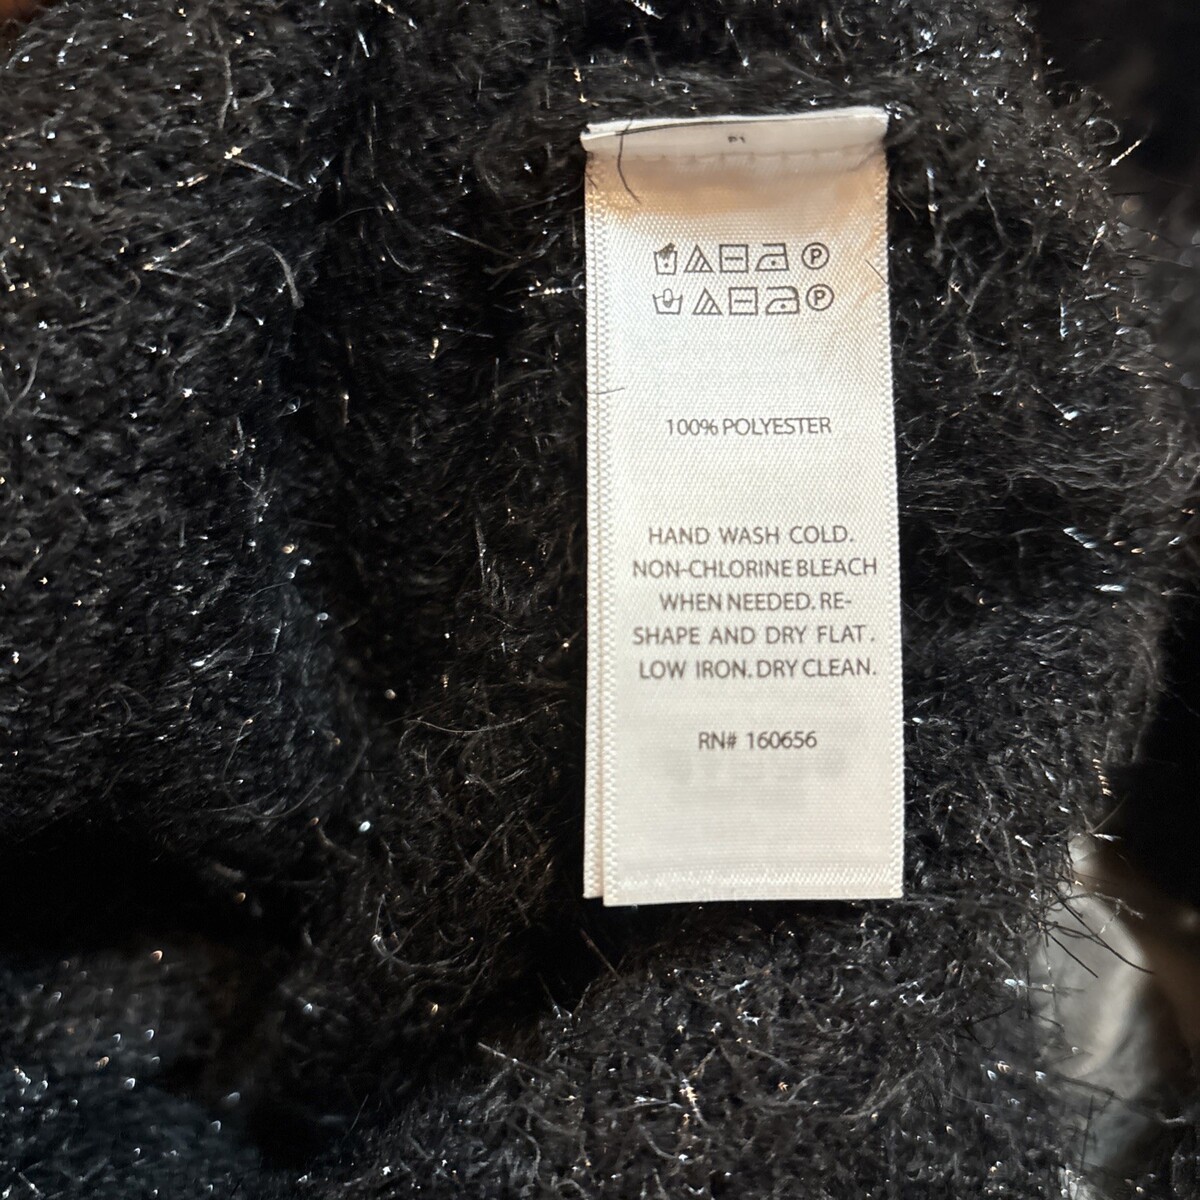 P
P
100% POLYESTER
HAND WASH COLD.
NON-CHLORINE BLEACH
WHEN NEEDED. RE-
SHAPE AND DRY FLAT.
LOW IRON. DRY CLEAN.
RN# 160656